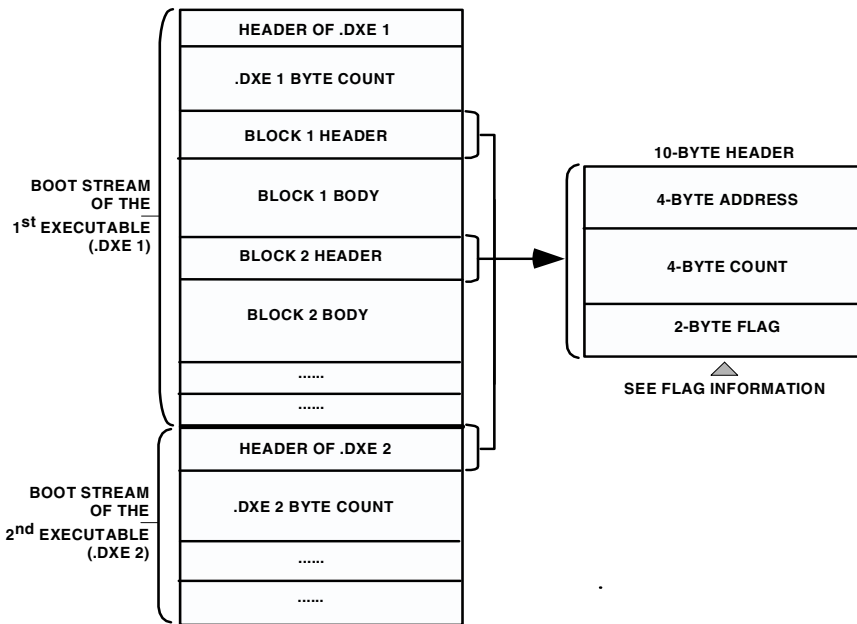 HEADER OF .DXE 1
.DXE 1 BYTE COUNT
BLOCK 1 HEADER
BLOCK 1 BODY
BLOCK 2 HEADER
BLOCK 2 BODY
......
......
HEADER OF .DXE 2
.DXE 2 BYTE COUNT
......
......
BOOT STREAM
OF THE
1st EXECUTABLE
(.DXE 1)
BOOT STREAM
OF THE
2nd EXECUTABLE
(.DXE 2)
10-BYTE HEADER
4-BYTE ADDRESS
4-BYTE COUNT
2-BYTE FLAG
SEE FLAG INFORMATION